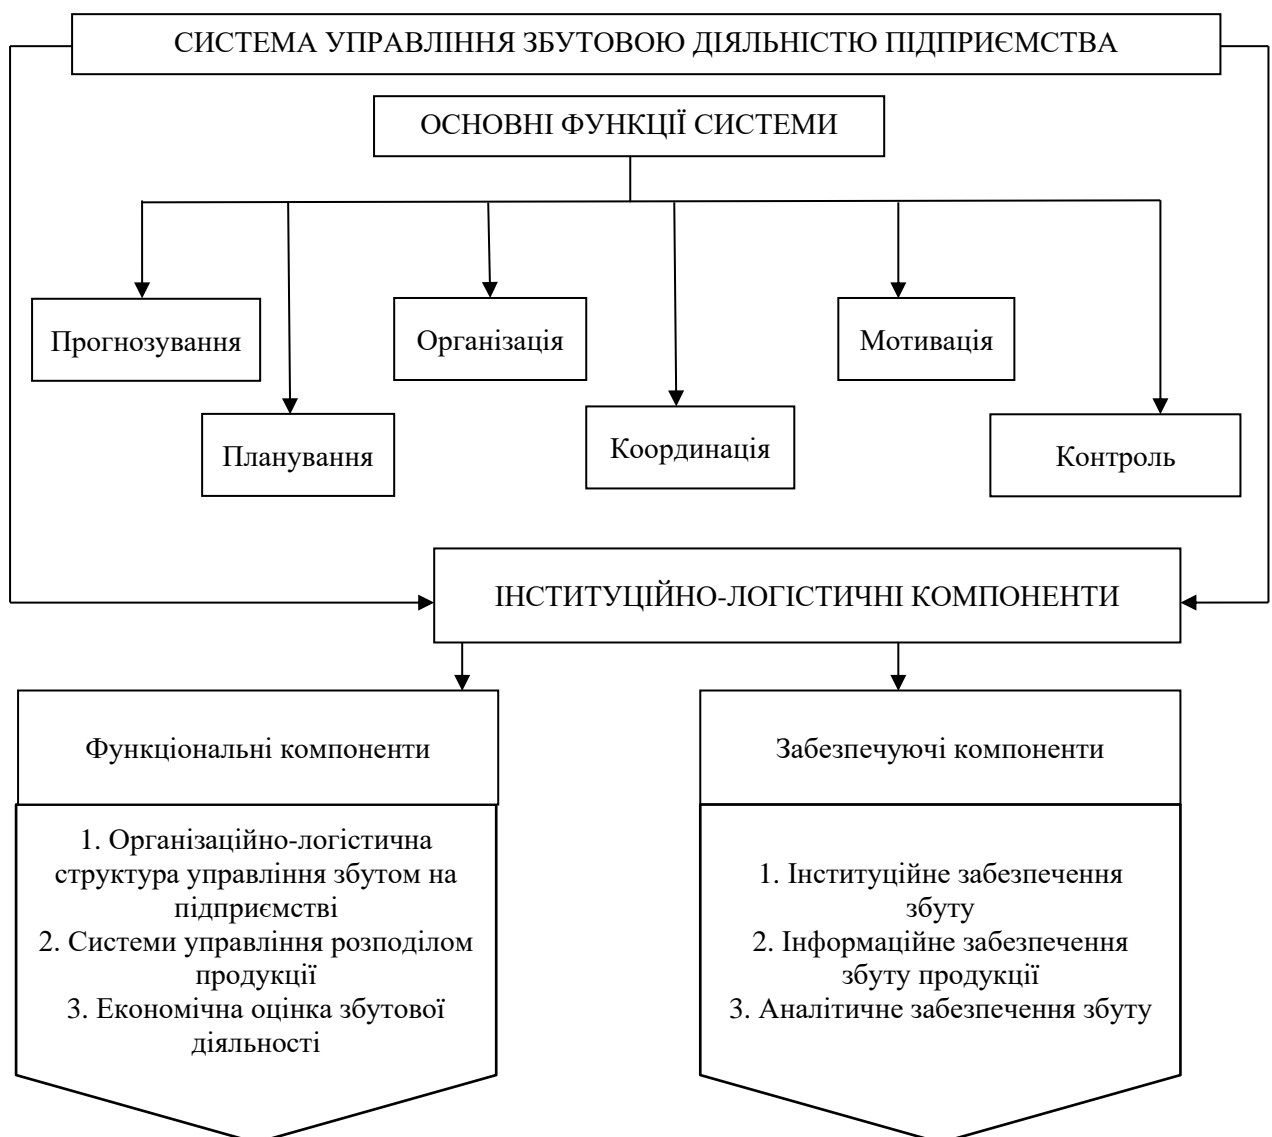 СИСТЕМА УПРАВЛІННЯ ЗБУТОВОЮ ДІЯЛЬНІСТЮ ПІДПРИЄМСТВА
ОСНОВНІ ФУНКЦІЇ СИСТЕМИ
Прогнозування
Організація
Мотивація
Планування
Координація
Контроль
ІНСТИТУЦІЙНО-ЛОГІСТИЧНІ КОМПОНЕНТИ
Функціональні компоненти
1. Організаційно-логістична
структура управління збутом на
підприємстві
2. Системи управління розподілом
продукції
3. Економічна оцінка збутової
діяльності
Забезпечуючі компоненти
1. Інституційне забезпечення
збуту
2. Інформаційне забезпечення
збуту продукції
3. Аналітичне забезпечення збуту